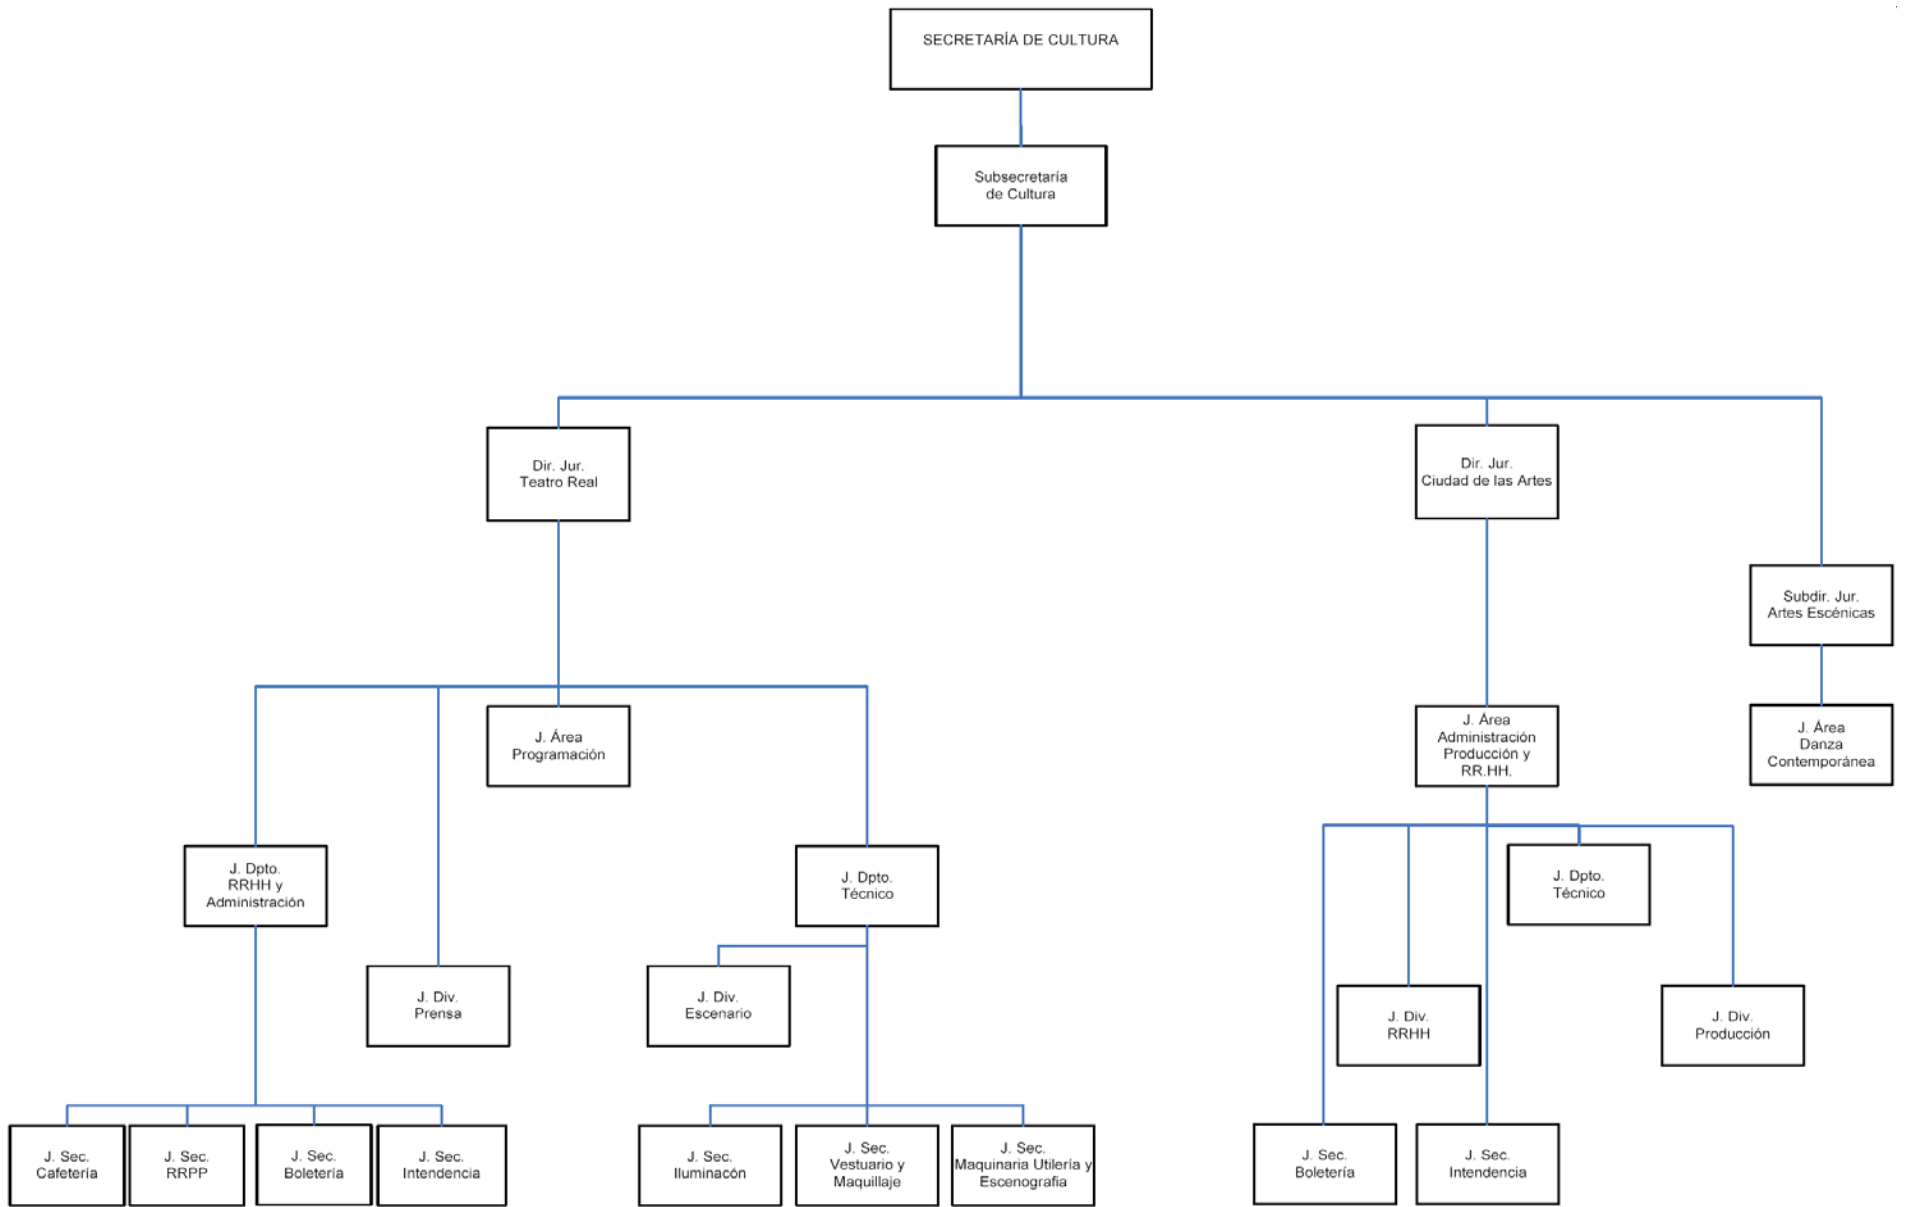 SECRETARÍA DE CULTURA
Subsecretaría
de Cultura
Dir. Jur.
Teatro Real
Dir. Jur.
Ciudad de las Artes
Subdir. Jur.
Artes Escénicas
J. Área
Programación
J. Área
Administración
Producción y
RR.HH.
J. Área
Danza
Contemporánea
J. Dpto.
RRHH y
Administración
J. Dpto.
Técnico
J. Dpto.
Técnico
J. Div.
Prensa
J. Div.
Escenario
J. Div.
RRHH
J. Div.
Producción
J. Sec.
Cafetería
J. Sec.
RRPP
J. Sec.
Boletería
J. Sec.
Intendencia
J. Sec.
Iluminacón
J. Sec.
Vestuario y
Maquillaje
J. Sec.
Maquinaria Utilería y
Escenografia
J. Sec.
Boletería
J. Sec.
Intendencia